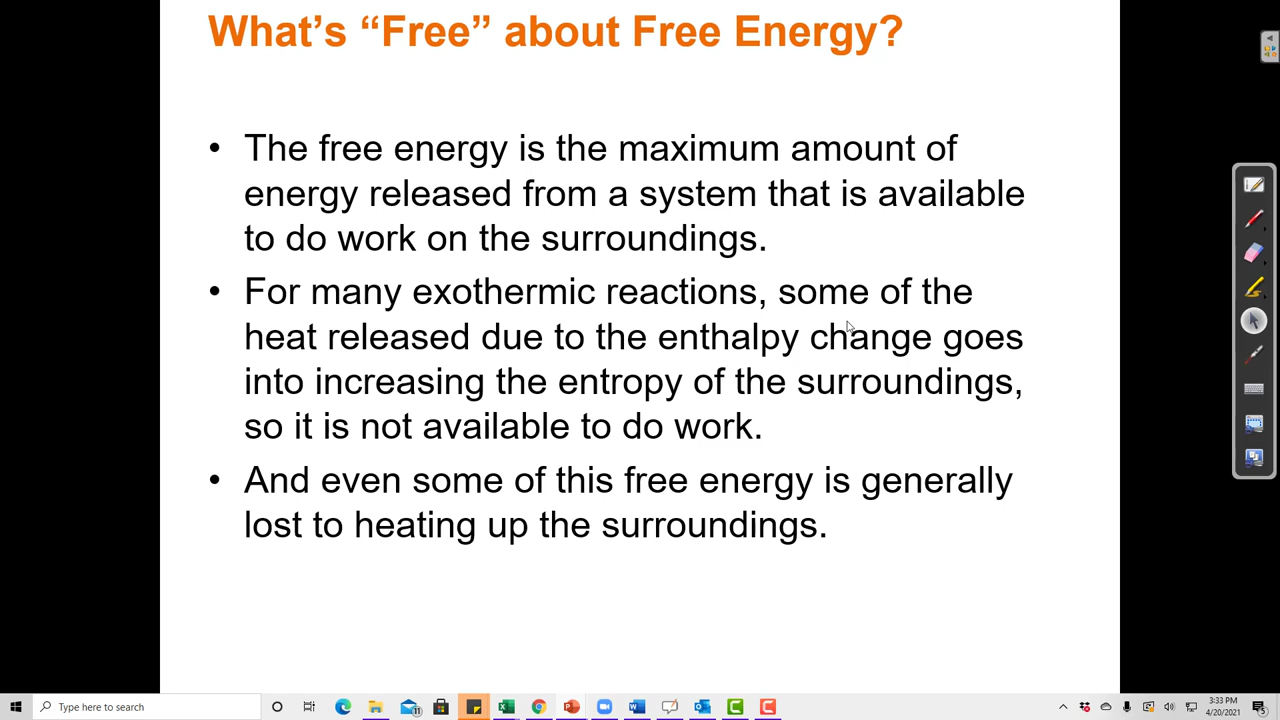 What's “Free” about Free Energy?
• The free energy is the maximum amount of
energy released from a system that is available
to do work on the surroundings.
• For many exothermic reactions, some of the
heat released due to the enthalpy change goes
into increasing the entropy of the surroundings,
so it is not available to do work.
• And even some of this free energy is generally
lost to heating up the surroundings.
Type here to search
11
3:33 PM
4/20/2021
5